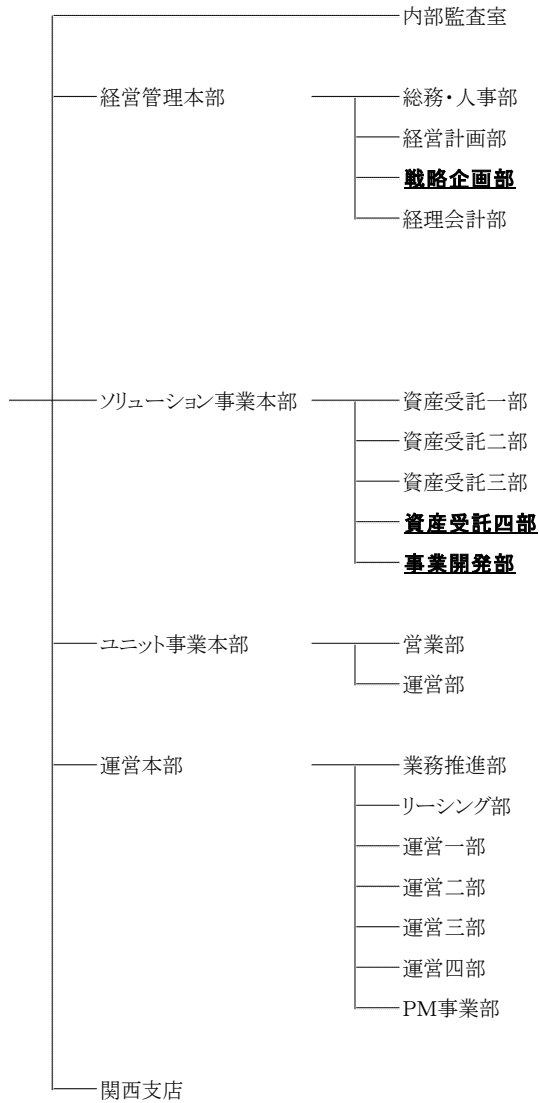 内部監査室
経営管理本部 総務・人事部
経営計画部
戦略企画部
経理会計部
ソリューション事業本部 資産受託一部
資産受託二部
資産受託三部
資産受託四部
事業開発部
ユニット事業本部 営業部
運営部
運営本部 業務推進部
リーシング部
運営一部
運営二部
運営三部
運営四部
PM事業部
関西支店